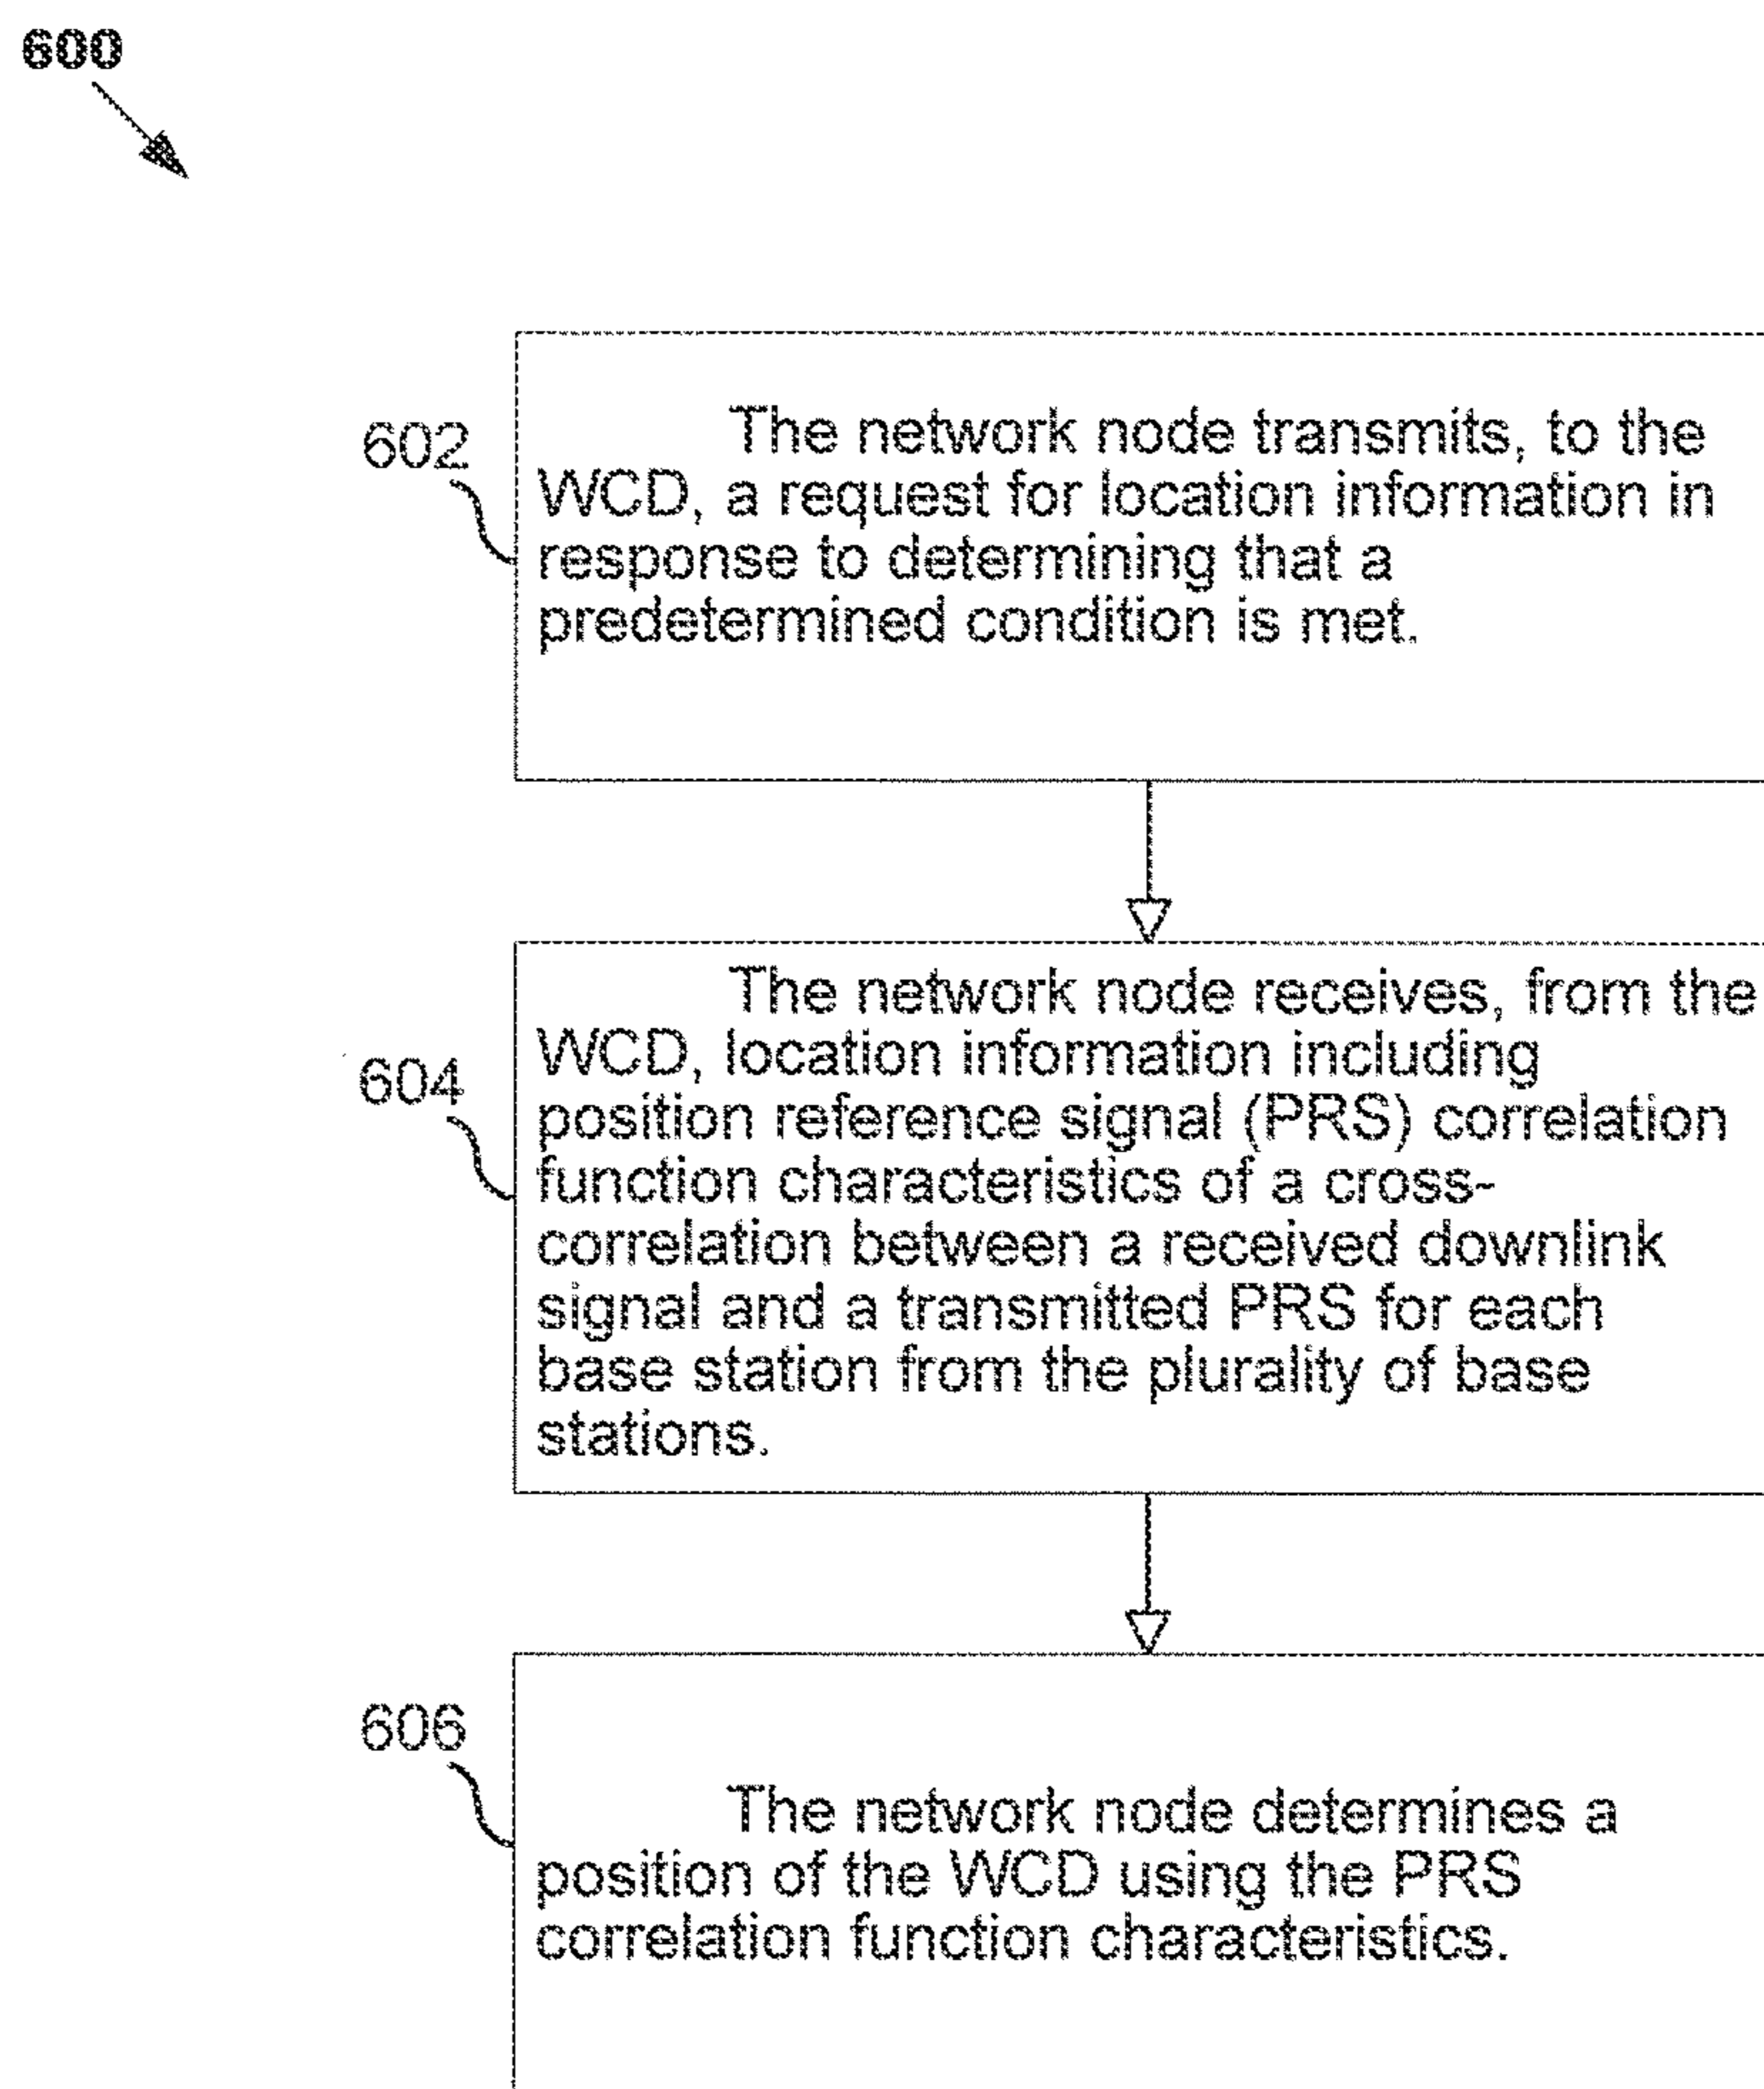 600
602
The network node transmits, to the
WCD, a request for location information in
response to determining that a
predetermined condition is met.
604
The network node receives, from the
WCD, location information including
position reference signal (PRS) correlation
function characteristics of a cross-
correlation between a received downlink
signal and a transmitted PRS for each
base station from the plurality of base
stations.
606
The network node determines a
position of the WCD using the PRS
correlation function characteristics.